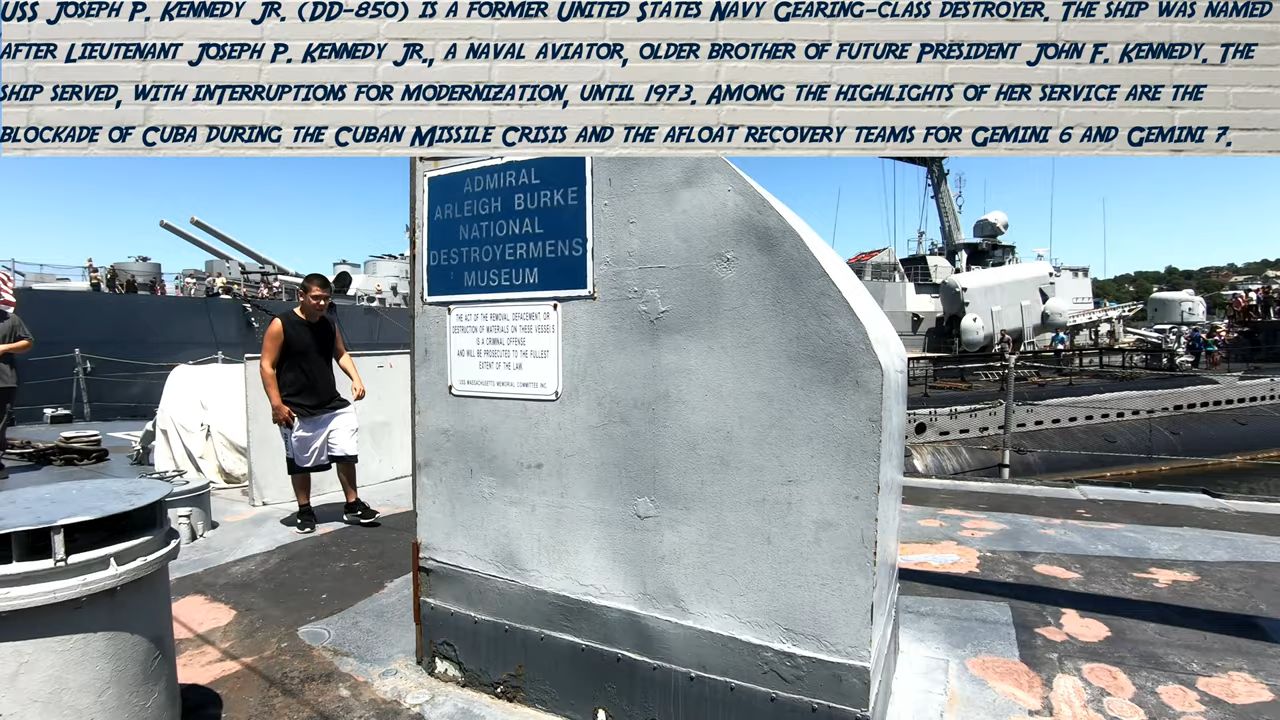 USS Joseph P. Kennedy Jr. (DD-850) is a former United States Navy Gearing-class destroyer. The ship was named
after Lieutenant Joseph P. Kennedy Jr., a naval aviator, older brother of future President John F. Kennedy. The
ship served, with interruptions for modernization, until 1973. Among the highlights of her service are the
blockade of Cuba during the Cuban Missile Crisis and the afloat recovery teams for Gemini 6 and Gemini 7.
ADMIRAL
ARLEIGH BURKE
NATIONAL
DESTROYERMENS
MUSEUM
THE ACT OF THE REMOVAL, DEFACEMENT, OR
DESTRUCTION OF MATERIALS ON THESE VESSELS
IS A CRIMINAL OFFENSE
AND WILL BE PROSECUTED TO THE FULLEST
EXTENT OF THE LAW.
USS MASSACHUSETTS MEMORIAL COMMITTEE, INC.